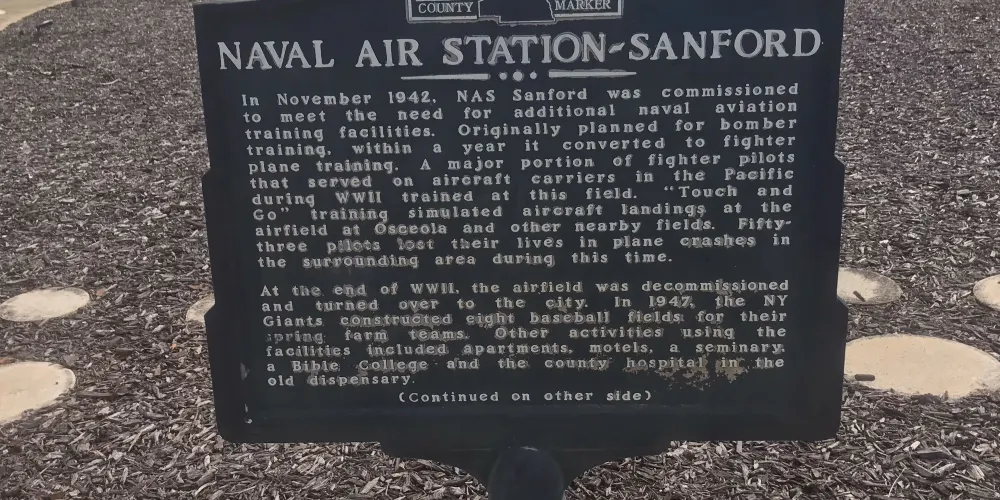 COUNTY MARKER
NAVAL AIR STATION-SANFORD
In November 1942, NAS Sanford was commissioned
to meet the need for additional naval aviation
training facilities. Originally planned for bomber
training, within a year it converted to fighter
plane training. A major portion of fighter pilots
that served on aircraft carriers in the Pacific
during WWII trained at this field. "Touch and
Go" training simulated aircraft landings at the
airfield at Osceola and other nearby fields. Fifty-
three pilots lost their lives in plane crashes in
the surrounding area during this time.
At the end of WWII, the airfield was decommissioned
and turned over to the city. In 1947, the NY
Giants constructed eight baseball fields for their
spring farm teams. Other activities using the
facilities included apartments, motels, a seminary,
a Bible College and the county hospital in the
old dispensary.
(Continued on other side)